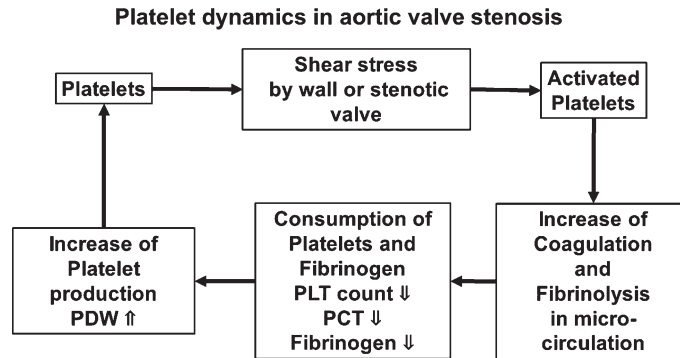 Platelet dynamics in aortic valve stenosis
Platelets
Shear stress
by wall or stenotic
valve
Activated
Platelets
Increase of
Coagulation
and
Fibrinolysis
in micro-
circulation
Consumption of
Platelets and
Fibrinogen
PLT count ⇓
PCT ⇓
Fibrinogen ⇓
Increase of
Platelet
production
PDW ⇑